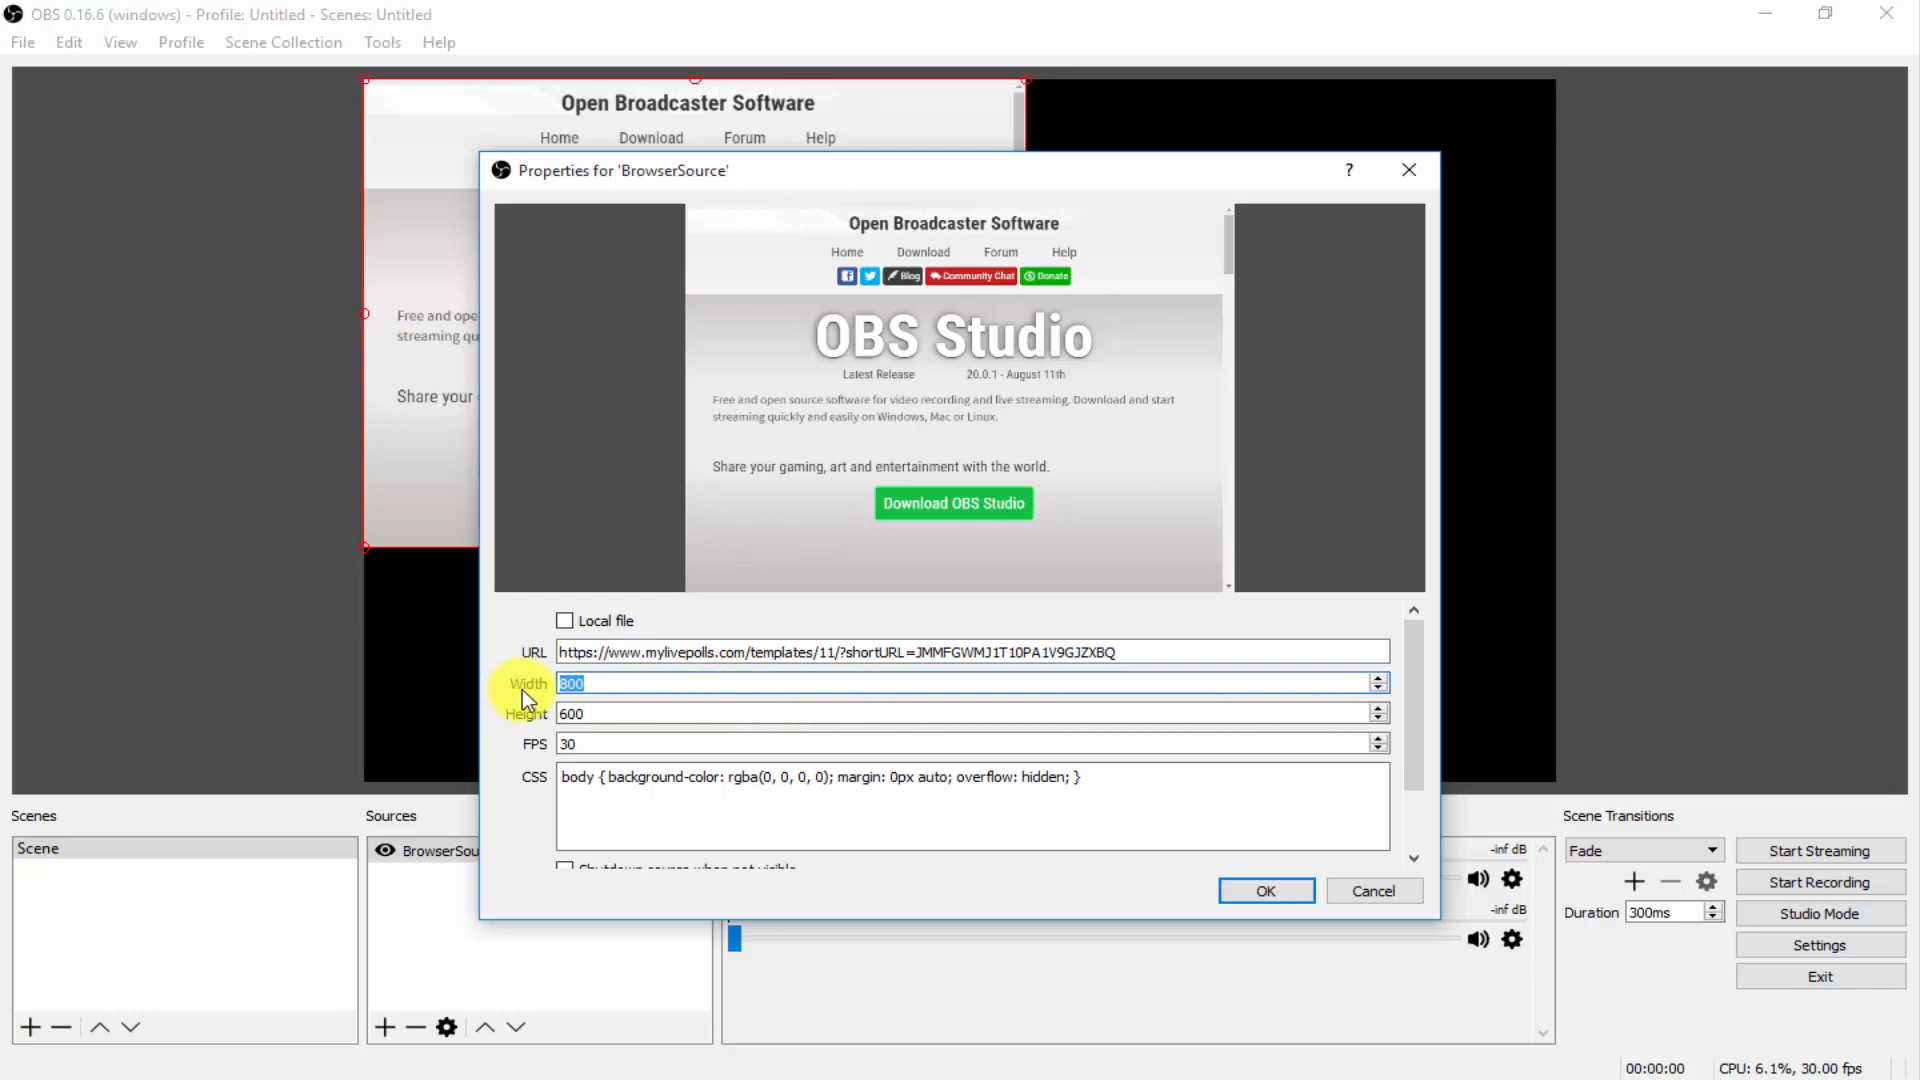 OBS 0.16.6 (windows) - Profile: Untitled - Scenes: Untitled
File Edit View Profile Scene Collection Tools Help
Open Broadcaster Software
Home Download Forum Help
Free and ope
streaming qu
Share your
Properties for 'BrowserSource'
?
Open Broadcaster Software
Home Download Forum Help
Blog Community Chat Donate
OBS Studio
Latest Release 20.0.1 - August 11th
Free and open source software for video recording and live streaming. Download and start
streaming quickly and easily on Windows, Mac or Linux.
Share your gaming, art and entertainment with the world.
Download OBS Studio
Local file
URL https://www.mylivepolls.com/templates/11/?shortURL=JMMFGWMJ1T10PA1V9GJZXBQ
Width 800
Height 600
FPS 30
CSS body { background-color: rgba(0, 0, 0, 0); margin: 0px auto; overflow: hidden; }
Shutdown source when not visible
OK Cancel
Scenes
Scene
Sources
BrowserSou
-inf dB
-inf dB
Scene Transitions
Fade
Duration 300ms
Start Streaming
Start Recording
Studio Mode
Settings
Exit
00:00:00 CPU: 6.1%, 30.00 fps